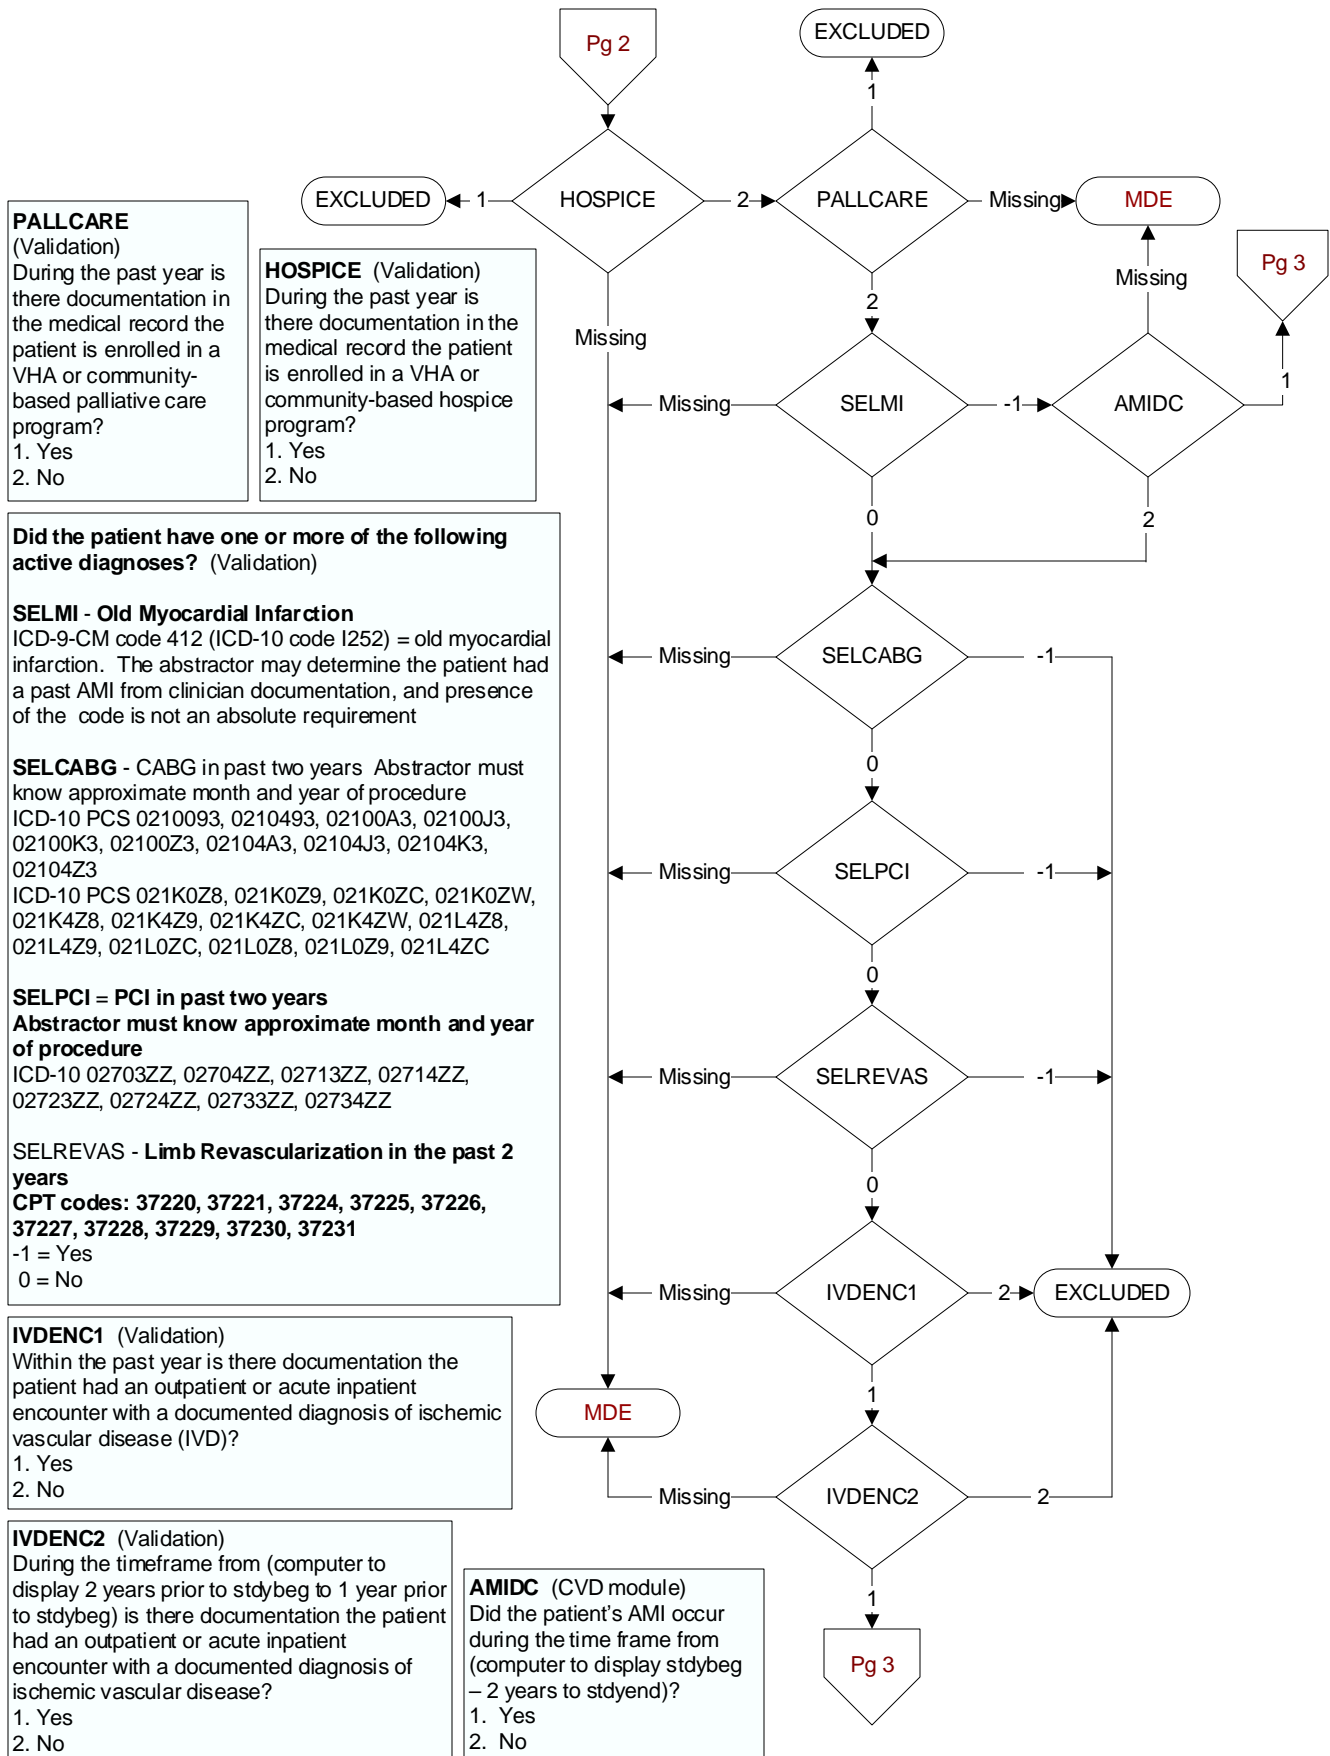 Pg 2
EXCLUDED
1
EXCLUDED
1
HOSPICE
2
PALLCARE
Missing
MDE
Pg 3
Missing
2
Missing
1
Missing
SELMI
-1
AMIDC
0
2
Missing
SELCABG
-1
0
Missing
SELPCI
-1
0
Missing
SELREVAS
-1
0
Missing
IVDENC1
2
EXCLUDED
1
MDE
Missing
IVDENC2
2
1
Pg 3
PALLCARE
(Validation)
During the past year is
there documentation in
the medical record the
patient is enrolled in a
VHA or community-
based palliative care
program?
1. Yes
2. No
HOSPICE (Validation)
During the past year is
there documentation in the
medical record the patient
is enrolled in a VHA or
community-based hospice
program?
1. Yes
2. No
Did the patient have one or more of the following
active diagnoses? (Validation)
SELMI - Old Myocardial Infarction
ICD-9-CM code 412 (ICD-10 code I252) = old myocardial
infarction. The abstractor may determine the patient had
a past AMI from clinician documentation, and presence
of the code is not an absolute requirement
SELCABG - CABG in past two years Abstractor must
know approximate month and year of procedure
ICD-10 PCS 0210093, 0210493, 02100A3, 02100J3,
02100K3, 02100Z3, 02104A3, 02104J3, 02104K3,
02104Z3
ICD-10 PCS 021K0Z8, 021K0Z9, 021K0ZC, 021K0ZW,
021K4Z8, 021K4Z9, 021K4ZC, 021K4ZW, 021L4Z8,
021L4Z9, 021L0ZC, 021L0Z8, 021L0Z9, 021L4ZC
SELPCI = PCI in past two years
Abstractor must know approximate month and year
of procedure
ICD-10 02703ZZ, 02704ZZ, 02713ZZ, 02714ZZ,
02723ZZ, 02724ZZ, 02733ZZ, 02734ZZ
SELREVAS - Limb Revascularization in the past 2
years
CPT codes: 37220, 37221, 37224, 37225, 37226,
37227, 37228, 37229, 37230, 37231
-1 = Yes
0 = No
IVDENC1 (Validation)
Within the past year is there documentation the
patient had an outpatient or acute inpatient
encounter with a documented diagnosis of ischemic
vascular disease (IVD)?
1. Yes
2. No
IVDENC2 (Validation)
During the timeframe from (computer to
display 2 years prior to stdybeg to 1 year prior
to stdybeg) is there documentation the patient
had an outpatient or acute inpatient
encounter with a documented diagnosis of
ischemic vascular disease?
1. Yes
2. No
AMIDC (CVD module)
Did the patient’s AMI occur
during the time frame from
(computer to display stdybeg
– 2 years to stdyend)?
1. Yes
2. No